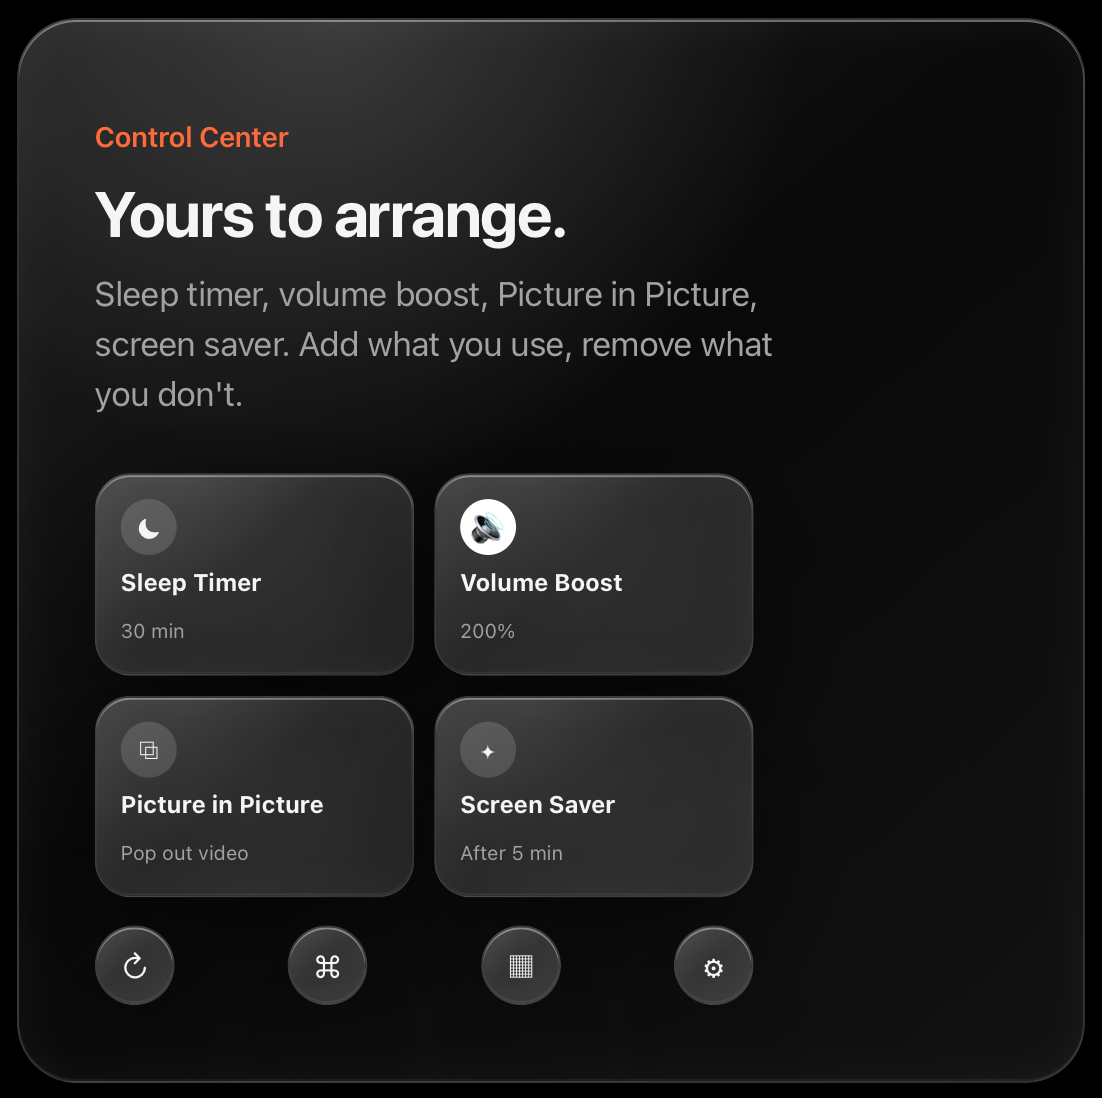 Control Center
Yours to arrange.
Sleep timer, volume boost, Picture in Picture,
screen saver. Add what you use, remove what
you don't.
Sleep Timer
30 min
Volume Boost
200%
Picture in Picture
Pop out video
Screen Saver
After 5 min